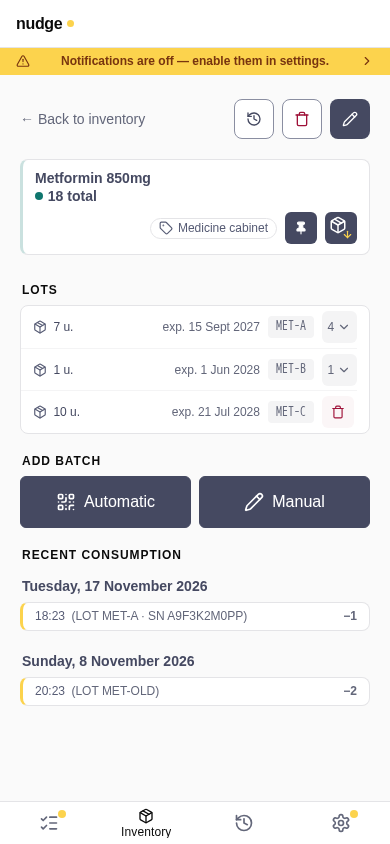 nudge
Notifications are off — enable them in settings.
← Back to inventory
Metformin 850mg
18 total
Medicine cabinet
LOTS
7 u. exp. 15 Sept 2027 MET-A 4
1 u. exp. 1 Jun 2028 MET-B 1
10 u. exp. 21 Jul 2028 MET-C
ADD BATCH
Automatic Manual
RECENT CONSUMPTION
Tuesday, 17 November 2026
18:23 (LOT MET-A · SN A9F3K2M0PP) −1
Sunday, 8 November 2026
20:23 (LOT MET-OLD) −2
Inventory